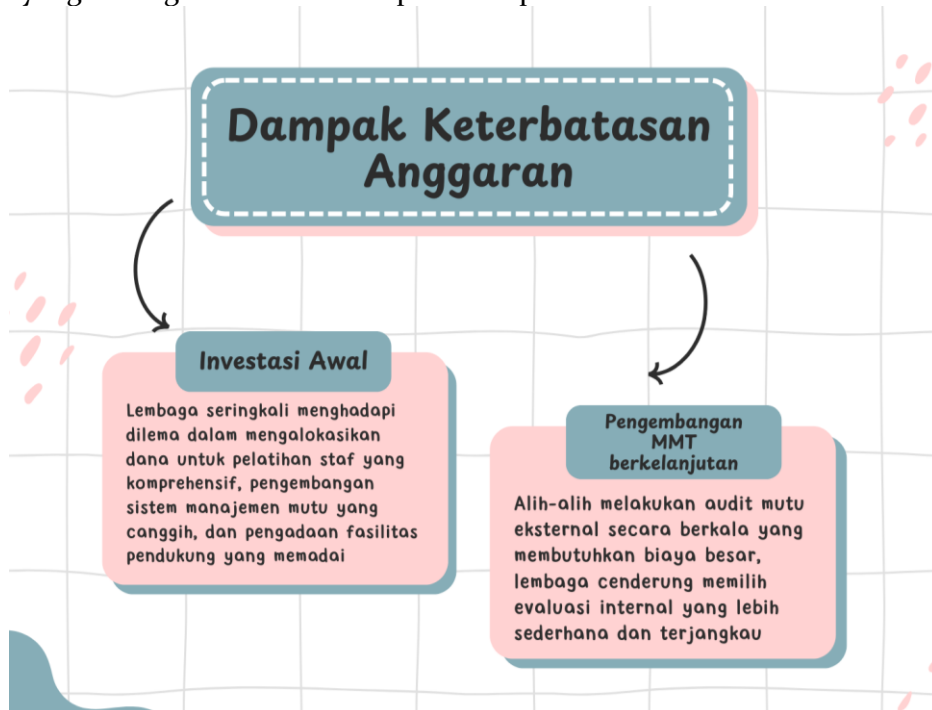 Dampak Keterbatasan
Anggaran
Investasi Awal
Lembaga seringkali menghadapi
dilema dalam mengalokasikan
dana untuk pelatihan staf yang
komprehensif, pengembangan
sistem manajemen mutu yang
canggih, dan pengadaan fasilitas
pendukung yang memadai
Pengembangan
MMT
berkelanjutan
Alih-alih melakukan audit mutu
eksternal secara berkala yang
membutuhkan biaya besar,
lembaga cenderung memilih
evaluasi internal yang lebih
sederhana dan terjangkau